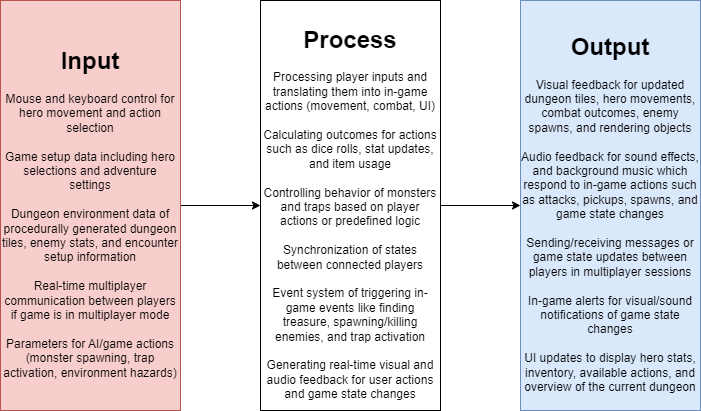 Input
Mouse and keyboard control for
hero movement and action
selection
Game setup data including hero
selections and adventure
settings
Dungeon environment data of
procedurally generated dungeon
tiles, enemy stats, and encounter
setup information
Real-time multiplayer
communication between players
if game is in multiplayer mode
Parameters for AI/game actions
(monster spawning, trap
activation, environment hazards)
Process
Processing player inputs and
translating them into in-game
actions (movement, combat, UI)
Calculating outcomes for actions
such as dice rolls, stat updates,
and item usage
Controlling behavior of monsters
and traps based on player
actions or predefined logic
Synchronization of states
between connected players
Event system of triggering in-
game events like finding
treasure, spawning/killing
enemies, and trap activation
Generating real-time visual and
audio feedback for user actions
and game state changes
Output
Visual feedback for updated
dungeon tiles, hero movements,
combat outcomes, enemy
spawns, and rendering objects
Audio feedback for sound effects,
and background music which
respond to in-game actions such
as attacks, pickups, spawns, and
game state changes
Sending/receiving messages or
game state updates between
players in multiplayer sessions
In-game alerts for visual/sound
notifications of game state
changes
UI updates to display hero stats,
inventory, available actions, and
overview of the current dungeon